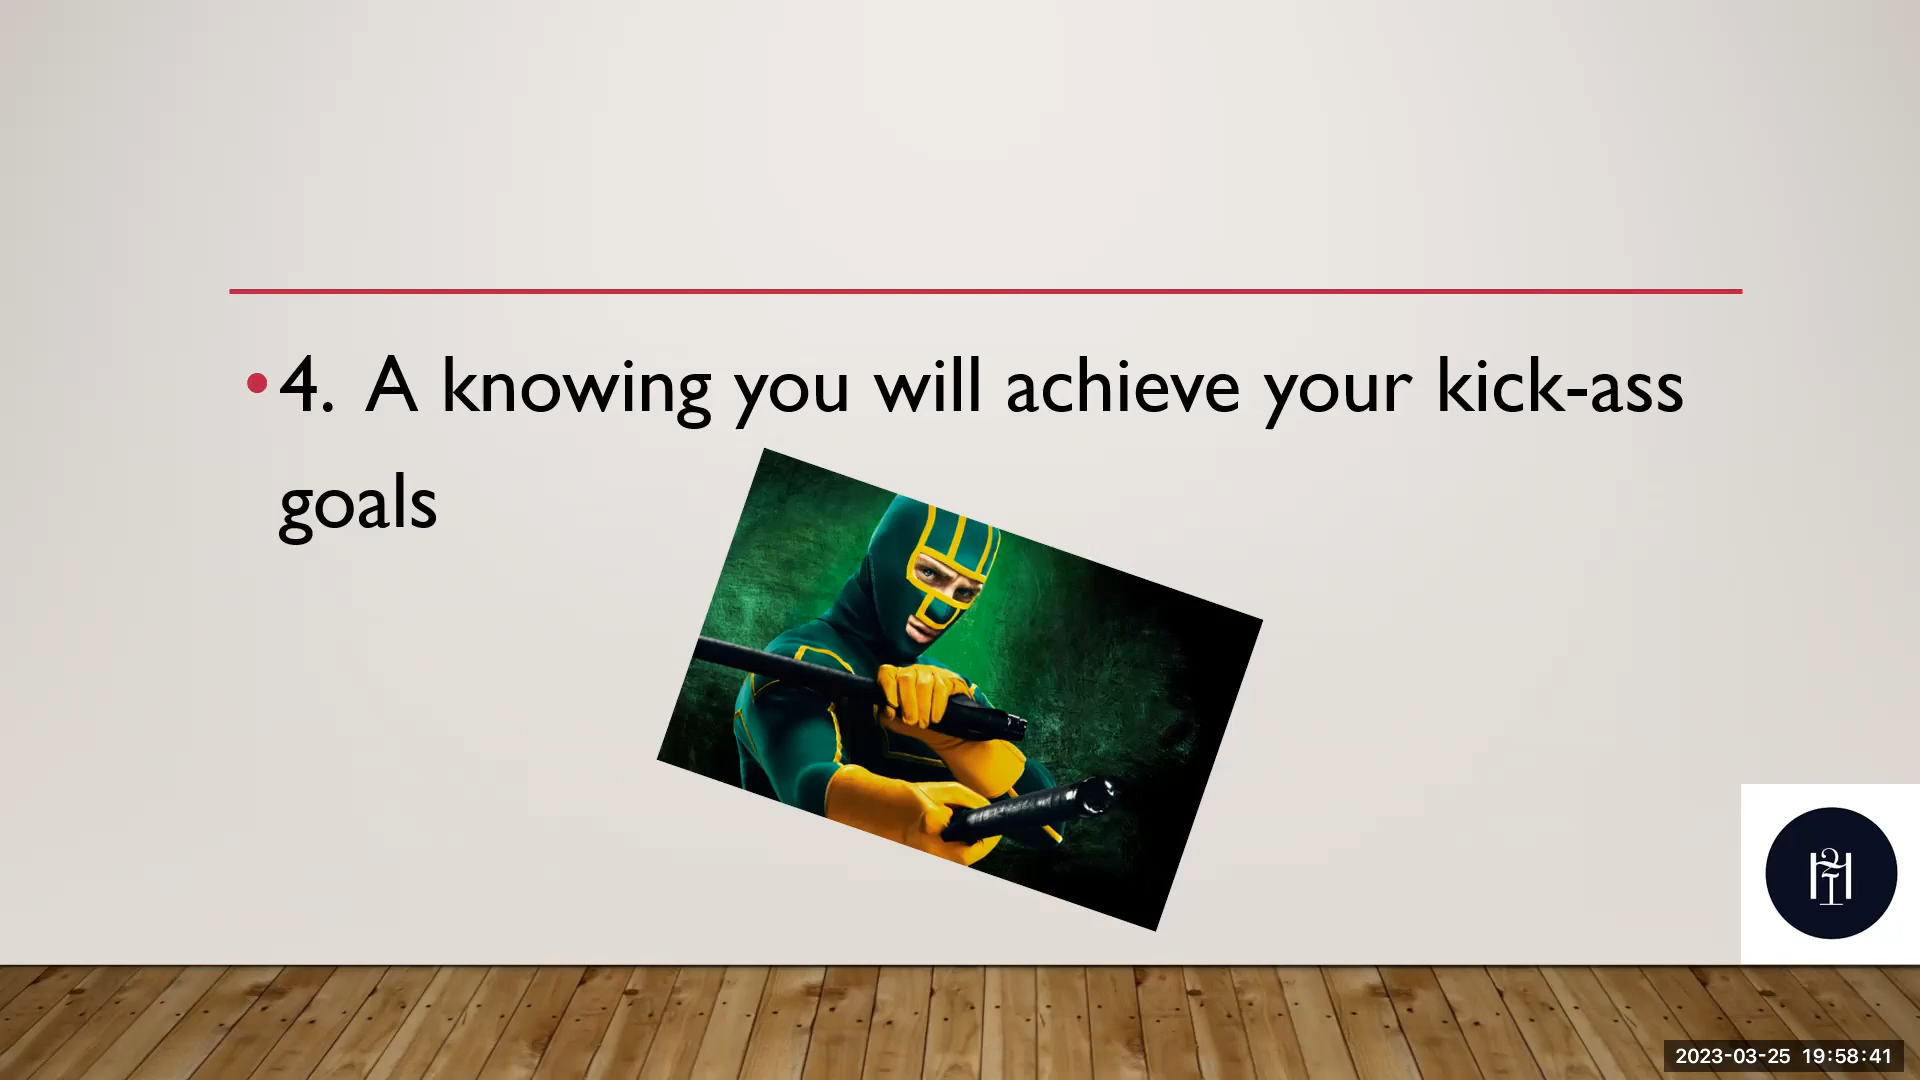 • 4. A knowing you will achieve your kick-ass
goals
2023-03-25 19:58:41